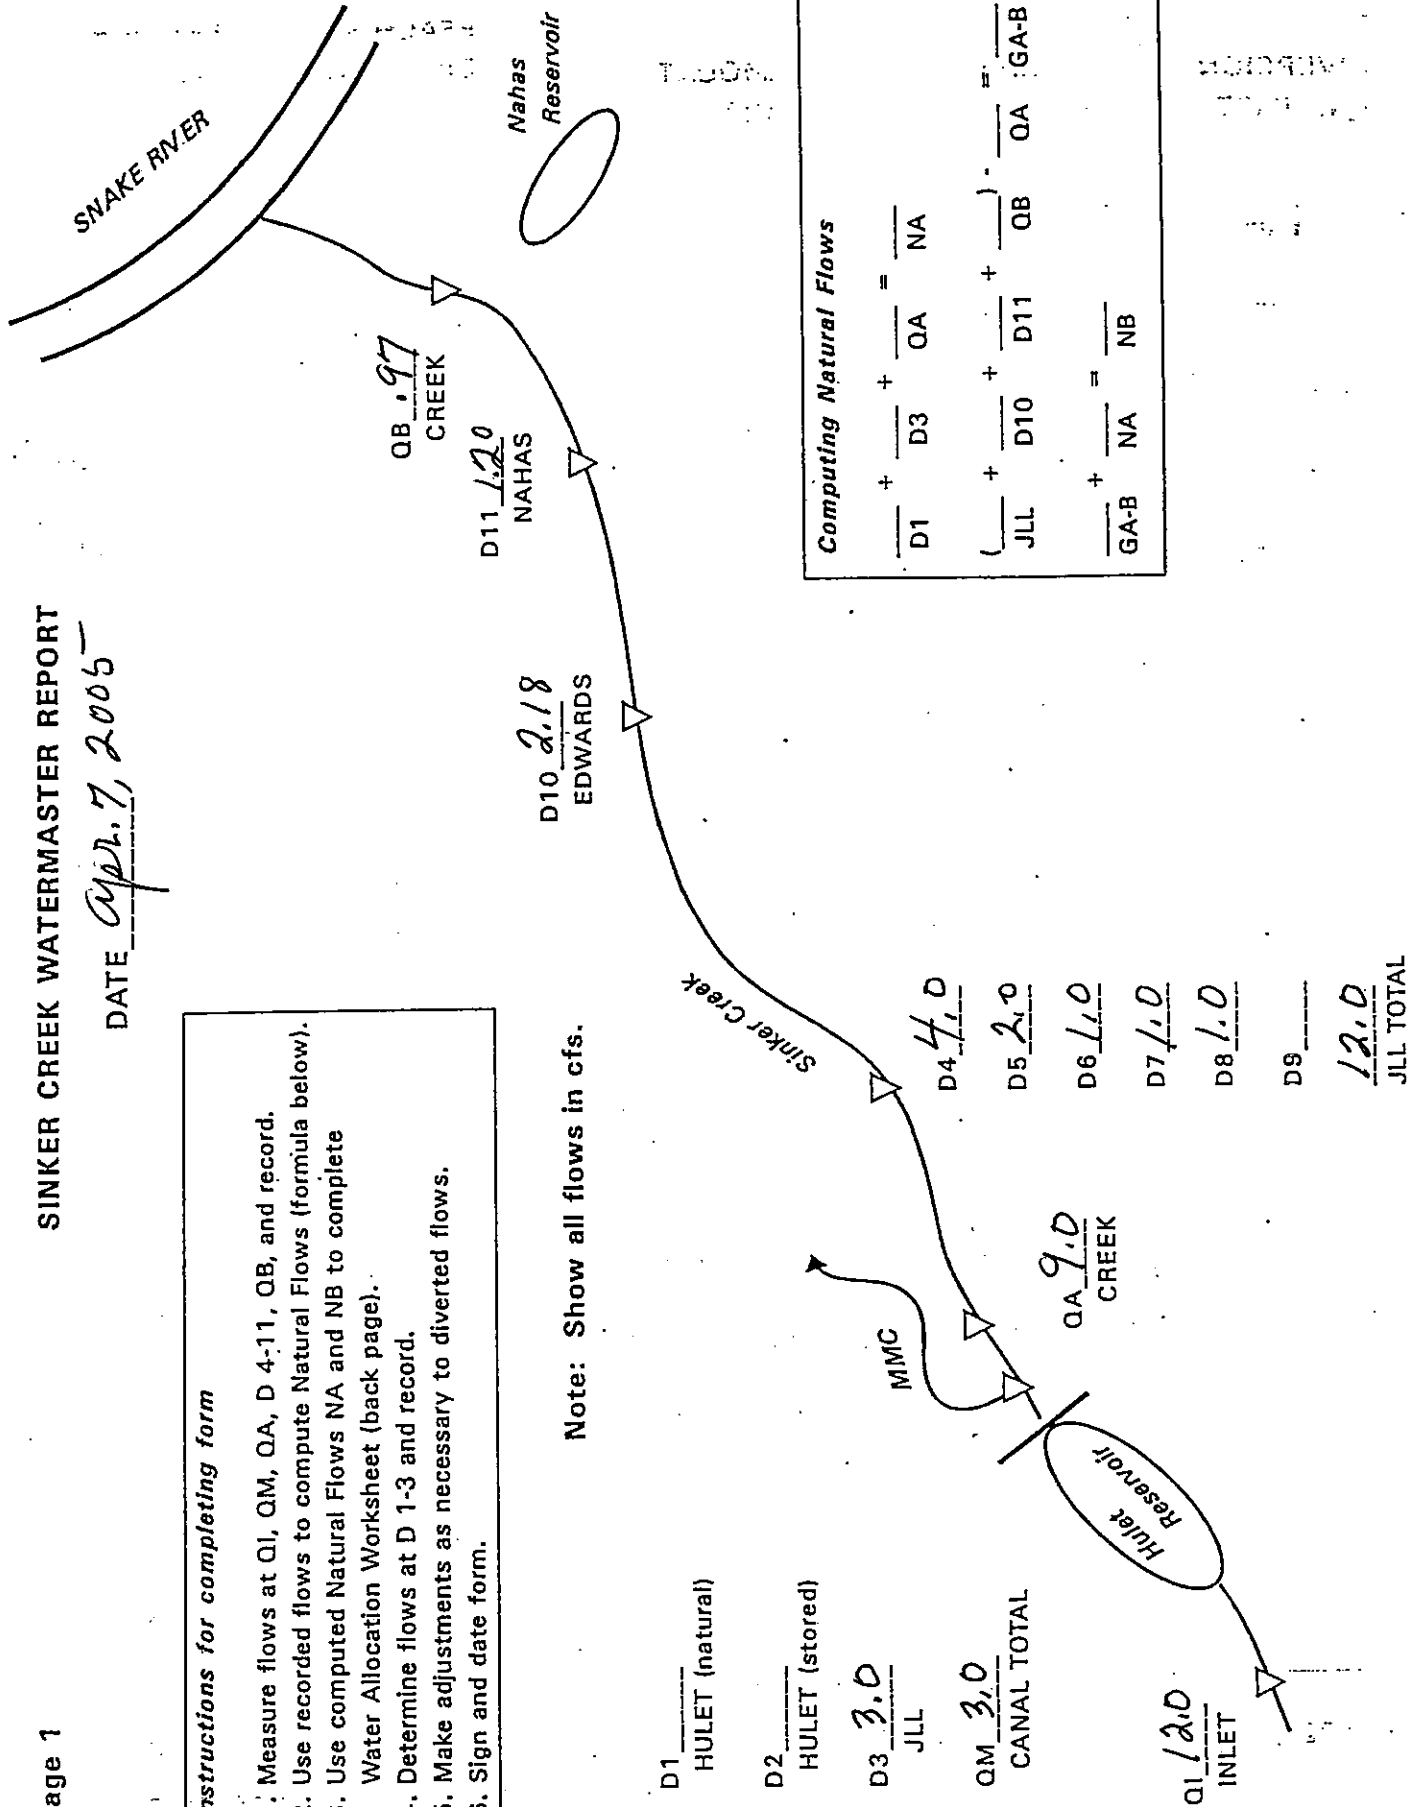 age 1
SINKER CREEK WATERMASTER REPORT
DATE Apr. 7, 2005
nstructions for completing form
. Measure flows at QI, QM, QA, D 4-11, QB, and record.
. Use recorded flows to compute Natural Flows (formula below).
. Use computed Natural Flows NA and NB to complete
Water Allocation Worksheet (back page).
. Determine flows at D 1-3 and record.
. Make adjustments as necessary to diverted flows.
. Sign and date form.
Note: Show all flows in cfs.
SNAKE RIVER
Nahas
Reservoir
QB .97
CREEK
D11 1.20
NAHAS
D10 2.18
EDWARDS
Sinker Creek
MMC
QA 9.0
CREEK
Hulet
Reservoir
D1
HULET (natural)
D2
HULET (stored)
D3 3.0
JLL
QM 3.0
CANAL TOTAL
QI 12.0
INLET
D4 4.0
D5 2.0
D6 1.0
D7 1.0
D8 1.0
D9
12.0
JLL TOTAL
Computing Natural Flows
+ + =
D1 D3 QA NA
( + + + ) - =
JLL D10 D11 QB QA GA-B
+ =
GA-B NA NB